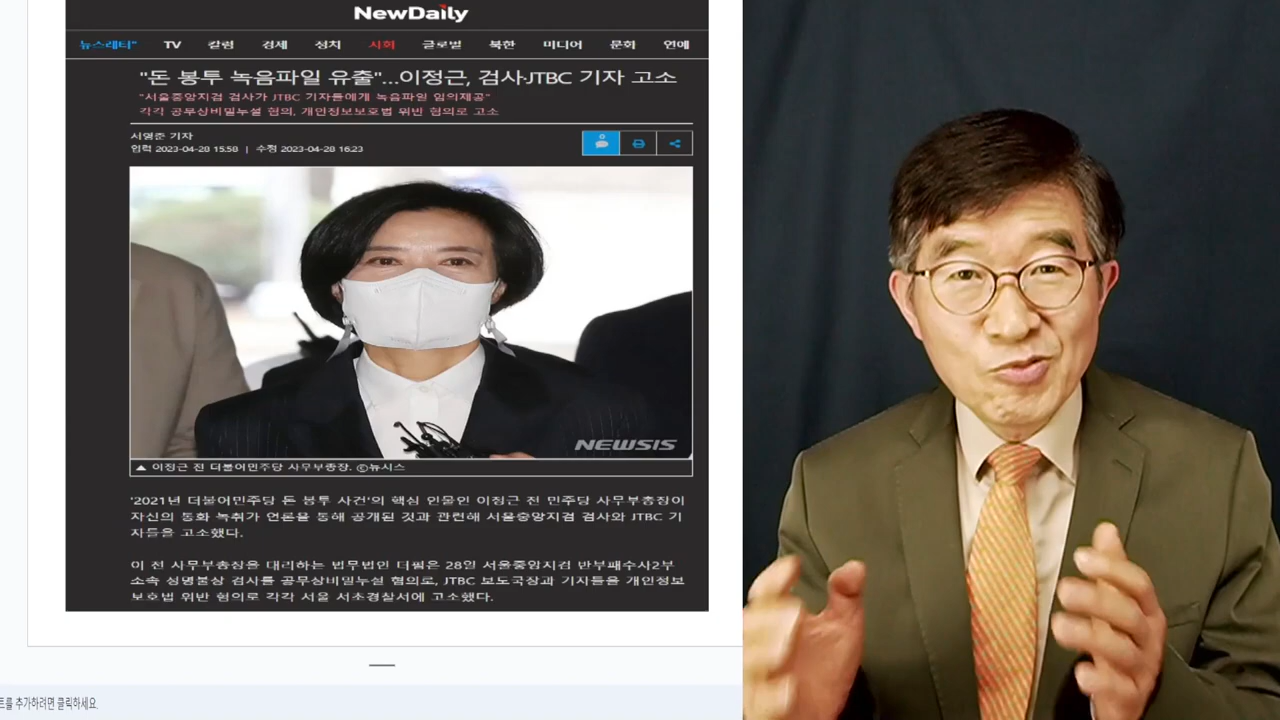 NewDaily
뉴스레터" TV 칼럼 경제 정치 사회 글로벌 북한 미디어 문화 연예
"돈 봉투 녹음파일 유출"...이정근, 검사·JTBC 기자 고소
"서울중앙지검 검사가 JTBC 기자들에게 녹음파일 임의제공"
각각 공무상비밀누설 혐의, 개인정보보호법 위반 혐의로 고소
서영준 기자
입력 2023-04-28 15:58 | 수정 2023-04-28 16:23
0
NEWSIS
▲ 이정근 전 더불어민주당 사무부총장. ⓒ뉴시스
'2021년 더불어민주당 돈 봉투 사건'의 핵심 인물인 이정근 전 민주당 사무부총장이
자신의 통화 녹취가 언론을 통해 공개된 것과 관련해 서울중앙지검 검사와 JTBC 기
자들을 고소했다.
이 전 사무부총장을 대리하는 법무법인 더펌은 28일 서울중앙지검 반부패수사2부
소속 성명불상 검사를 공무상비밀누설 혐의로, JTBC 보도국장과 기자들을 개인정보
보호법 위반 혐의로 각각 서울 서초경찰서에 고소했다.
트를 추가하려면 클릭하세요.